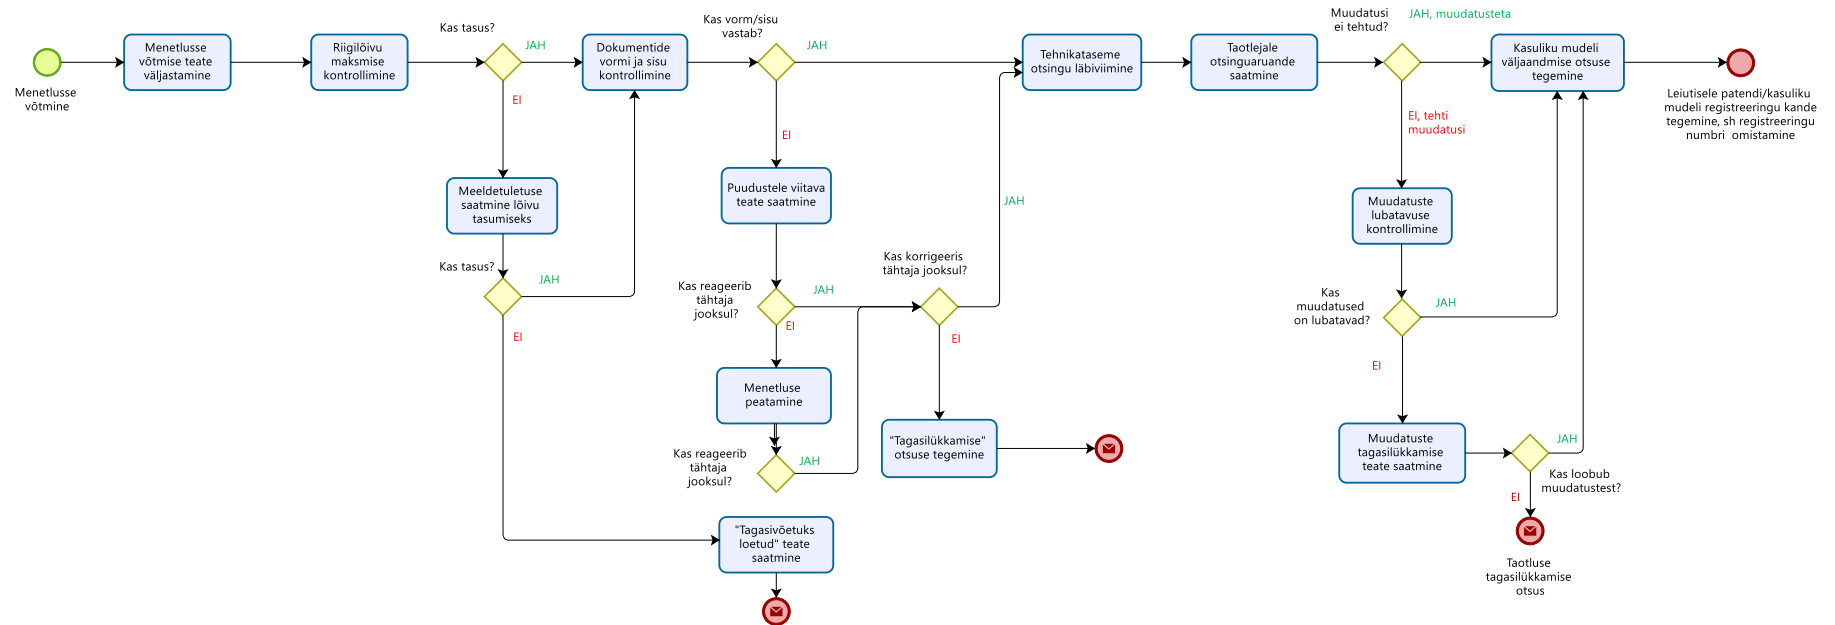 Menetlusse
võtmine
Menetlusse
võtmise teate
väljastamine
Riigilõivu
maksmise
kontrollimine
Kas tasus?
JAH
EI
Meeldetuletuse
saatmine lõivu
tasumiseks
Kas tasus?
JAH
EI
Dokumentide
vormi ja sisu
kontrollimine
Kas vorm/sisu
vastab?
JAH
EI
Puudustele viitava
teate saatmine
Kas reageerib
tähtaja
jooksul?
JAH
EI
Menetluse
peatamine
Kas reageerib
tähtaja
jooksul?
JAH
"Tagasivõetuks
loetud" teate
saatmine
Kas korrigeeris
tähtaja jooksul?
JAH
EI
"Tagasilükkamise"
otsuse tegemine
Tehnikataseme
otsingu läbiviimine
Taotlejale
otsinguaruande
saatmine
Muudatusi
ei tehtud?
JAH, muudatusteta
EI, tehti
muudatusi
Muudatuste
lubatavuse
kontrollimine
Kas
muudatused
on lubatavad?
JAH
EI
Muudatuste
tagasilükkamise
teate saatmine
JAH
Kas loobub
muudatustest?
EI
Taotluse
tagasilükkamise
otsus
Kasuliku mudeli
väljaandmise otsuse
tegemine
Leiutisele patendi/kasuliku
mudeli registreeringu kande
tegemine, sh registreeringu
numbri omistamine